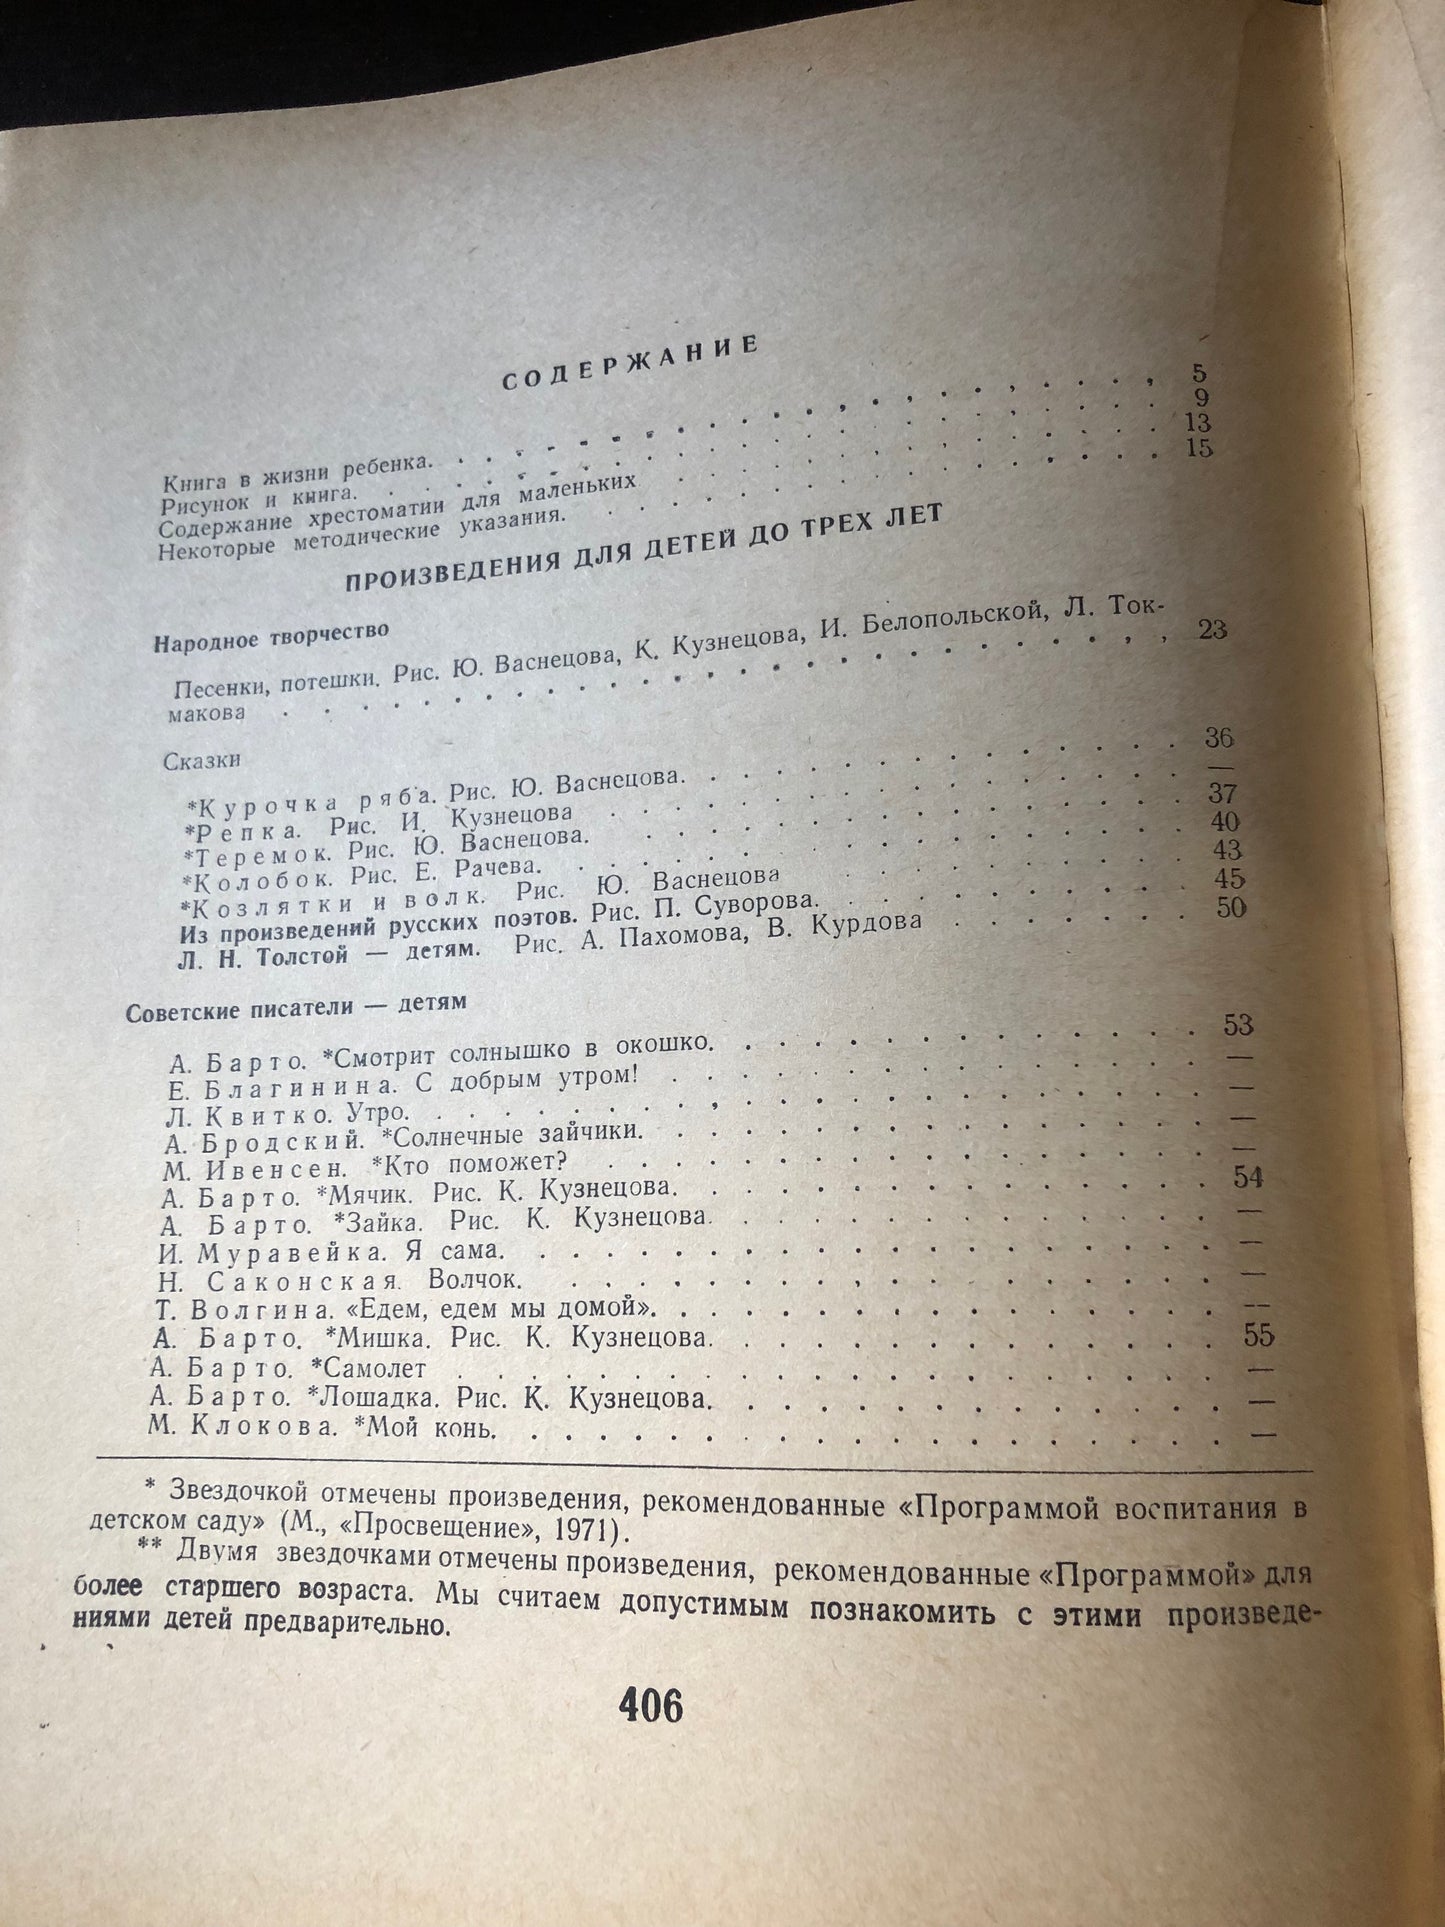 СОДЕРЖАНИЕ
Книга в жизни ребенка. . . . . . . . . . . . . . . . . . . . 5
Рисунок и книга. . . . . . . . . . . . . . . . . . . . 9
Содержание хрестоматии для маленьких . . . . . . . . . . . . 13
Некоторые методические указания. . . . . . . . . . . . . . 15
ПРОИЗВЕДЕНИЯ ДЛЯ ДЕТЕЙ ДО ТРЕХ ЛЕТ
Народное творчество
Песенки, потешки. Рис. Ю. Васнецова, К. Кузнецова, И. Белопольской, Л. Ток-
макова . . . . . . . . . . . . . . . . . . . . 23
Сказки
*Курочка ряба. Рис. Ю. Васнецова. . . . . . . . . . . . . 36
*Репка. Рис. И. Кузнецова . . . . . . . . . . . . . —
*Теремок. Рис. Ю. Васнецова. . . . . . . . . . . . . 37
*Колобок. Рис. Е. Рачева. . . . . . . . . . . . . 40
*Козлятки и волк. Рис. Ю. Васнецова . . . . . . . . . . 43
Из произведений русских поэтов. Рис. П. Суворова. . . . . . . . . . 45
Л. Н. Толстой — детям. Рис. А. Пахомова, В. Курдова . . . . . . . . 50
Советские писатели — детям
А. Барто. *Смотрит солнышко в окошко. . . . . . . . . . . . . 53
Е. Благинина. С добрым утром! . . . . . . . . . . . . . —
Л. Квитко. Утро. . . . . . . . . . . . . . . . . . —
А. Бродский. *Солнечные зайчики. . . . . . . . . . . . . —
М. Ивенсен. *Кто поможет? . . . . . . . . . . . . . —
А. Барто. *Мячик. Рис. К. Кузнецова. . . . . . . . . . . . . 54
А. Барто. *Зайка. Рис. К. Кузнецова. . . . . . . . . . . . . —
И. Муравейка. Я сама. . . . . . . . . . . . . . . . —
Н. Саконская. Волчок. . . . . . . . . . . . . . . . —
Т. Волгина. «Едем, едем мы домой». . . . . . . . . . . . . —
А. Барто. *Мишка. Рис. К. Кузнецова. . . . . . . . . . . . . 55
А. Барто. *Самолет . . . . . . . . . . . . . . . . —
А. Барто. *Лошадка. Рис. К. Кузнецова. . . . . . . . . . . . . —
М. Клокова. *Мой конь. . . . . . . . . . . . . . . . —
* Звездочкой отмечены произведения, рекомендованные «Программой воспитания в
детском саду» (М., «Просвещение», 1971).
** Двумя звездочками отмечены произведения, рекомендованные «Программой» для
более старшего возраста. Мы считаем допустимым познакомить с этими произведе-
ниями детей предварительно.
406